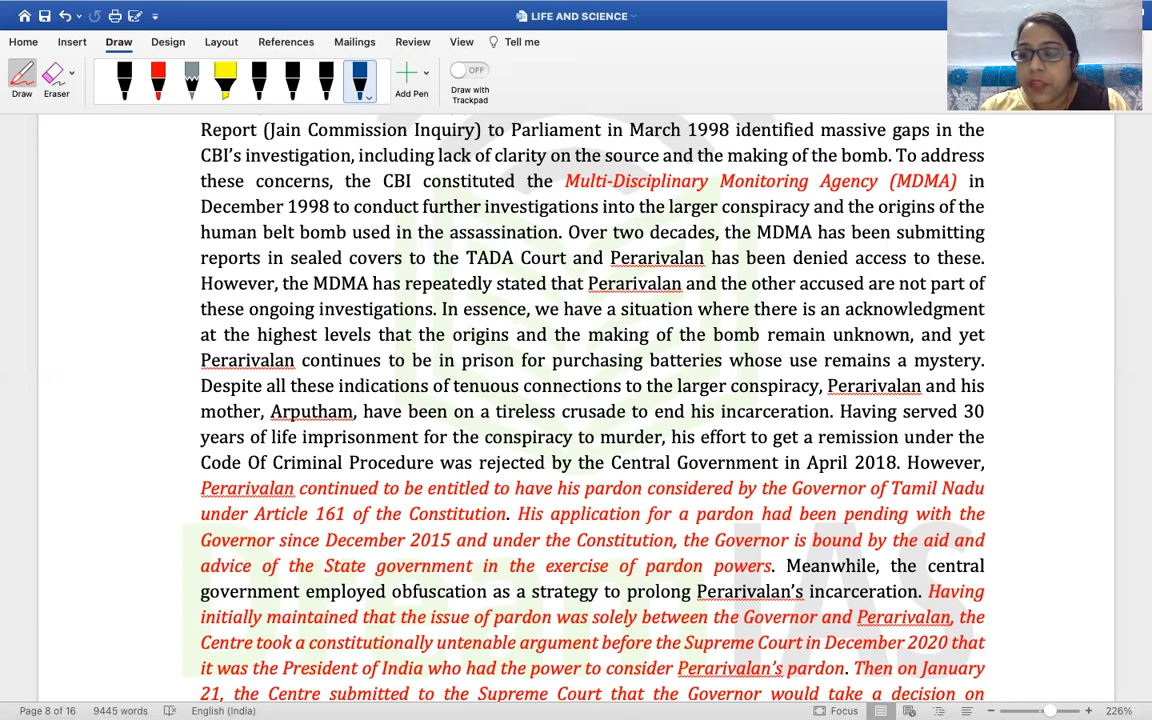 LIFE AND SCIENCE
Home Insert Draw Design Layout References Mailings Review View Tell me
OFF
Draw Eraser Add Pen Draw with Trackpad
Report (Jain Commission Inquiry) to Parliament in March 1998 identified massive gaps in the
CBI's investigation, including lack of clarity on the source and the making of the bomb. To address
these concerns, the CBI constituted the Multi-Disciplinary Monitoring Agency (MDMA) in
December 1998 to conduct further investigations into the larger conspiracy and the origins of the
human belt bomb used in the assassination. Over two decades, the MDMA has been submitting
reports in sealed covers to the TADA Court and Perarivalan has been denied access to these.
However, the MDMA has repeatedly stated that Perarivalan and the other accused are not part of
these ongoing investigations. In essence, we have a situation where there is an acknowledgment
at the highest levels that the origins and the making of the bomb remain unknown, and yet
Perarivalan continues to be in prison for purchasing batteries whose use remains a mystery.
Despite all these indications of tenuous connections to the larger conspiracy, Perarivalan and his
mother, Arputham, have been on a tireless crusade to end his incarceration. Having served 30
years of life imprisonment for the conspiracy to murder, his effort to get a remission under the
Code Of Criminal Procedure was rejected by the Central Government in April 2018. However,
Perarivalan continued to be entitled to have his pardon considered by the Governor of Tamil Nadu
under Article 161 of the Constitution. His application for a pardon had been pending with the
Governor since December 2015 and under the Constitution, the Governor is bound by the aid and
advice of the State government in the exercise of pardon powers. Meanwhile, the central
government employed obfuscation as a strategy to prolong Perarivalan's incarceration. Having
initially maintained that the issue of pardon was solely between the Governor and Perarivalan, the
Centre took a constitutionally untenable argument before the Supreme Court in December 2020 that
it was the President of India who had the power to consider Perarivalan's pardon. Then on January
21, the Centre submitted to the Supreme Court that the Governor would take a decision on
Dream IAS
Page 8 of 16 9445 words English (India) Focus 226%